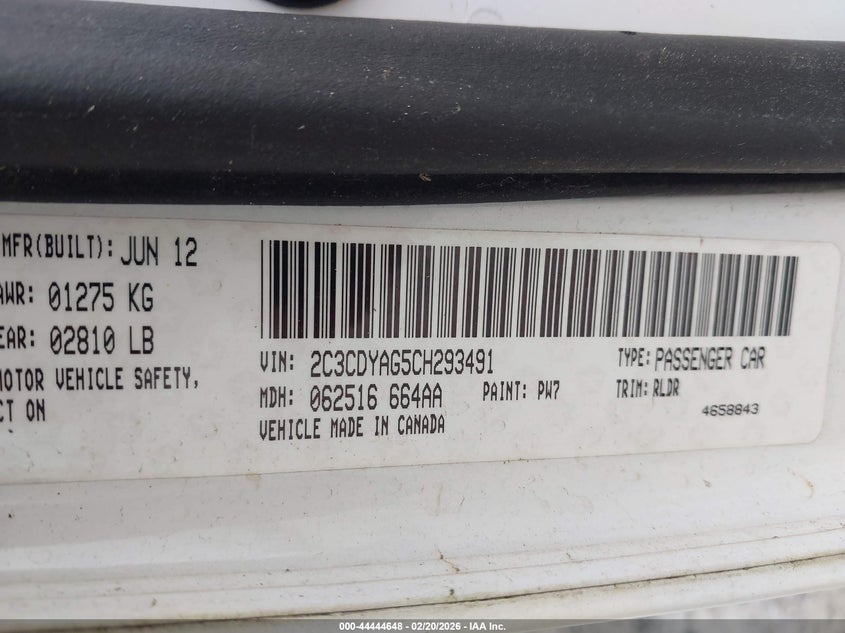 MFR(BUILT): JUN 12
AWR: 01275 KG
EAR: 02810 LB
MOTOR VEHICLE SAFETY,
CT ON
VIN: 2C3CDYAG5CH293491
TYPE: PASSENGER CAR
MDH: 062516 664AA
PAINT: PW7
TRIM: RLDR
VEHICLE MADE IN CANADA
4658843
000-44444648 - 02/20/2026 - IAA Inc.